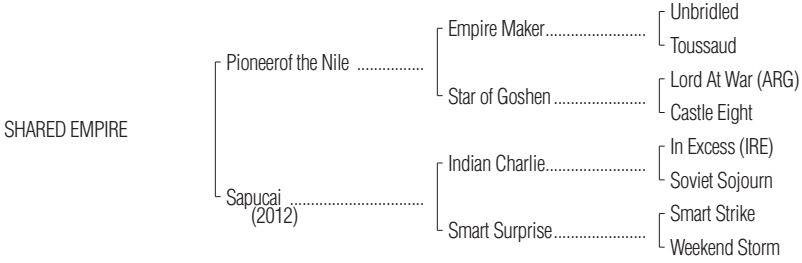 Unbridled
Empire Maker.........................
Toussaud
Pioneerof the Nile ................
Lord At War (ARG)
Star of Goshen.......................
Castle Eight
SHARED EMPIRE
In Excess (IRE)
Indian Charlie.........................
Soviet Sojourn
Sapucai .................................
(2012)
Smart Strike
Smart Surprise.......................
Weekend Storm